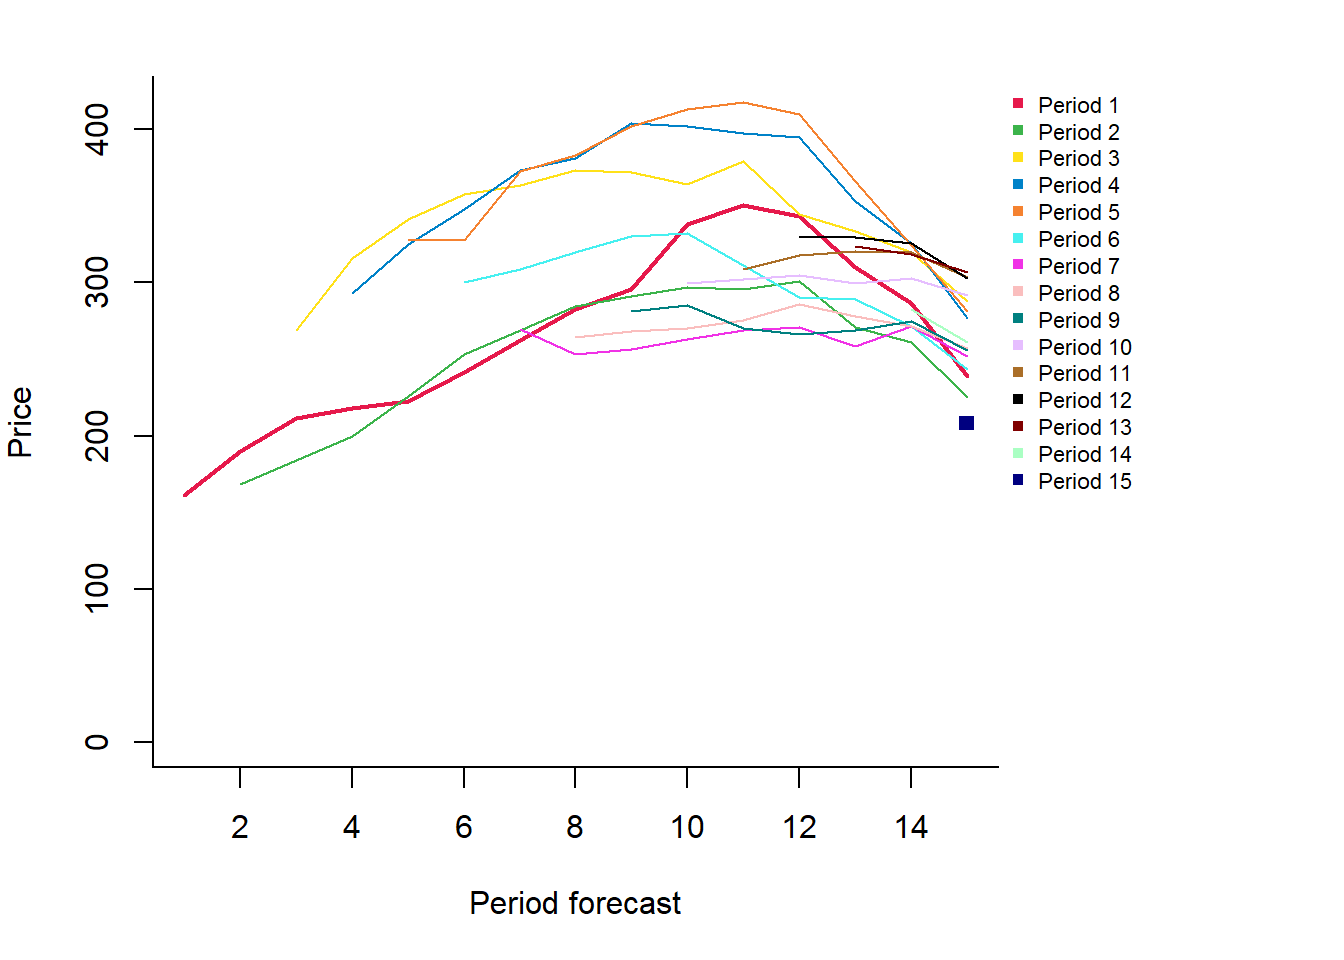 400
300
200
100
0
Price
2 4 6 8 10 12 14
Period forecast
Period 1
Period 2
Period 3
Period 4
Period 5
Period 6
Period 7
Period 8
Period 9
Period 10
Period 11
Period 12
Period 13
Period 14
Period 15